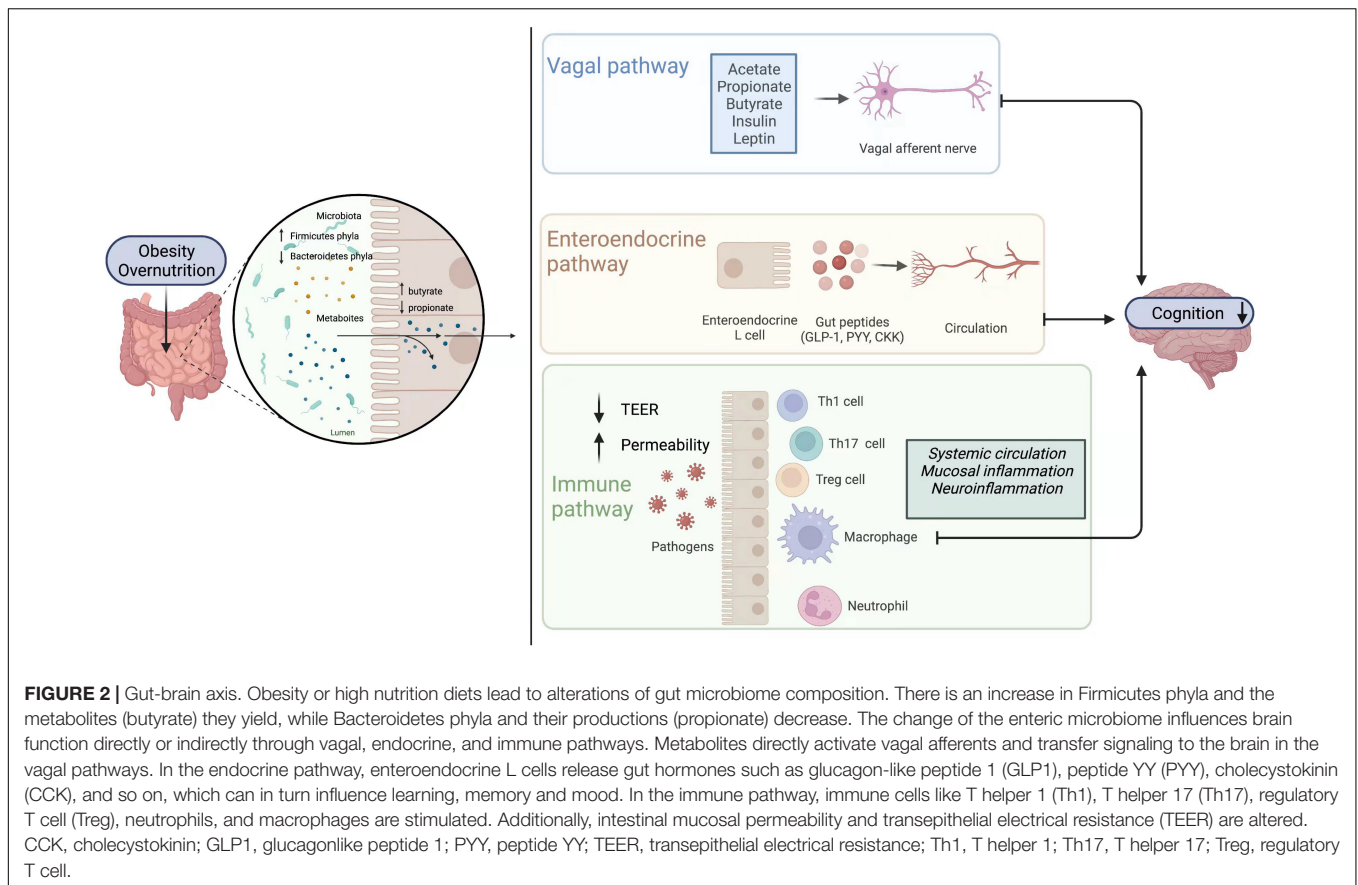 Obesity
Overnutrition
Microbiota
Firmicutes phyla
Bacteroidetes phyla
Metaboites
butyrate
propionate
Lumen
Vagal pathway
Acetate
Propionate
Butyrate
Insulin
Leptin
Vagal afferent nerve
Enteroendocrine
pathway
Enteroendocrine
L cell
Gut peptides
(GLP-1, PYY, CKK)
Circulation
TEER
Permeability
Immune
pathway
Pathogens
Th1 cell
Th17 cell
Treg cell
Macrophage
Neutrophil
Systemic circulation
Mucosal inflammation
Neuroinflammation
Cognition
FIGURE 2 | Gut-brain axis. Obesity or high nutrition diets lead to alterations of gut microbiome composition. There is an increase in Firmicutes phyla and the
metabolites (butyrate) they yield, while Bacteroidetes phyla and their productions (propionate) decrease. The change of the enteric microbiome influences brain
function directly or indirectly through vagal, endocrine, and immune pathways. Metabolites directly activate vagal afferents and transfer signaling to the brain in the
vagal pathways. In the endocrine pathway, enteroendocrine L cells release gut hormones such as glucagon-like peptide 1 (GLP1), peptide YY (PYY), cholecystokinin
(CCK), and so on, which can in turn influence learning, memory and mood. In the immune pathway, immune cells like T helper 1 (Th1), T helper 17 (Th17), regulatory
T cell (Treg), neutrophils, and macrophages are stimulated. Additionally, intestinal mucosal permeability and transepithelial electrical resistance (TEER) are altered.
CCK, cholecystokinin; GLP1, glucagonlike peptide 1; PYY, peptide YY; TEER, transepithelial electrical resistance; Th1, T helper 1; Th17, T helper 17; Treg, regulatory
T cell.